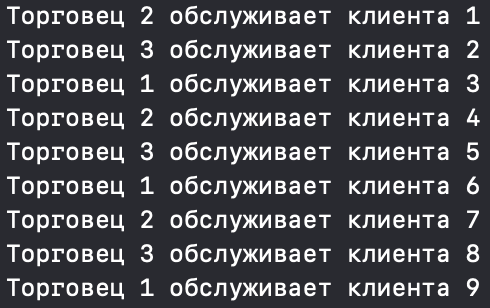 Торговец 2 обслуживает клиента 1
Торговец 3 обслуживает клиента 2
Торговец 1 обслуживает клиента 3
Торговец 2 обслуживает клиента 4
Торговец 3 обслуживает клиента 5
Торговец 1 обслуживает клиента 6
Торговец 2 обслуживает клиента 7
Торговец 3 обслуживает клиента 8
Торговец 1 обслуживает клиента 9